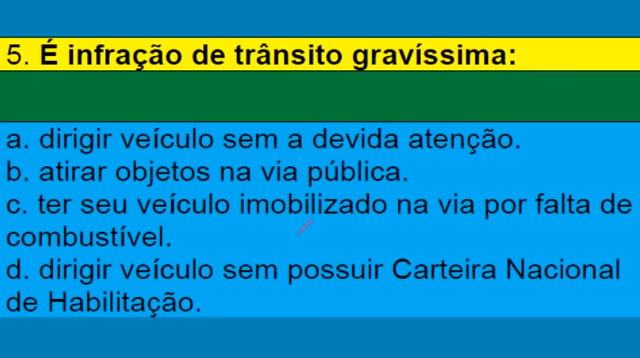 5. É infração de trânsito gravíssima:
a. dirigir veículo sem a devida atenção.
b. atirar objetos na via pública.
c. ter seu veículo imobilizado na via por falta de
combustível.
d. dirigir veículo sem possuir Carteira Nacional
de Habilitação.